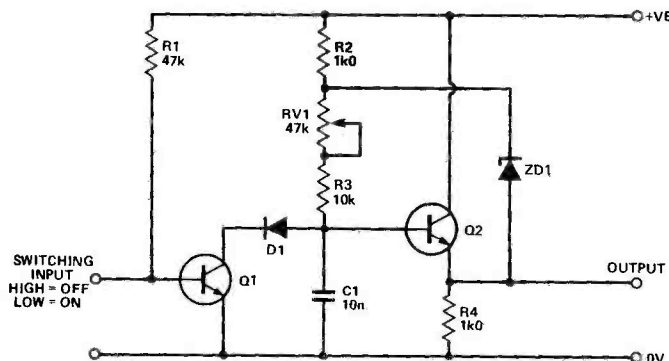 R1
47k
R2
1k0
+VE
RV1
47k
ZD1
R3
10k
Q2
D1
SWITCHING
INPUT
HIGH = OFF
LOW = ON
Q1
C1
10n
OUTPUT
R4
1k0
0V